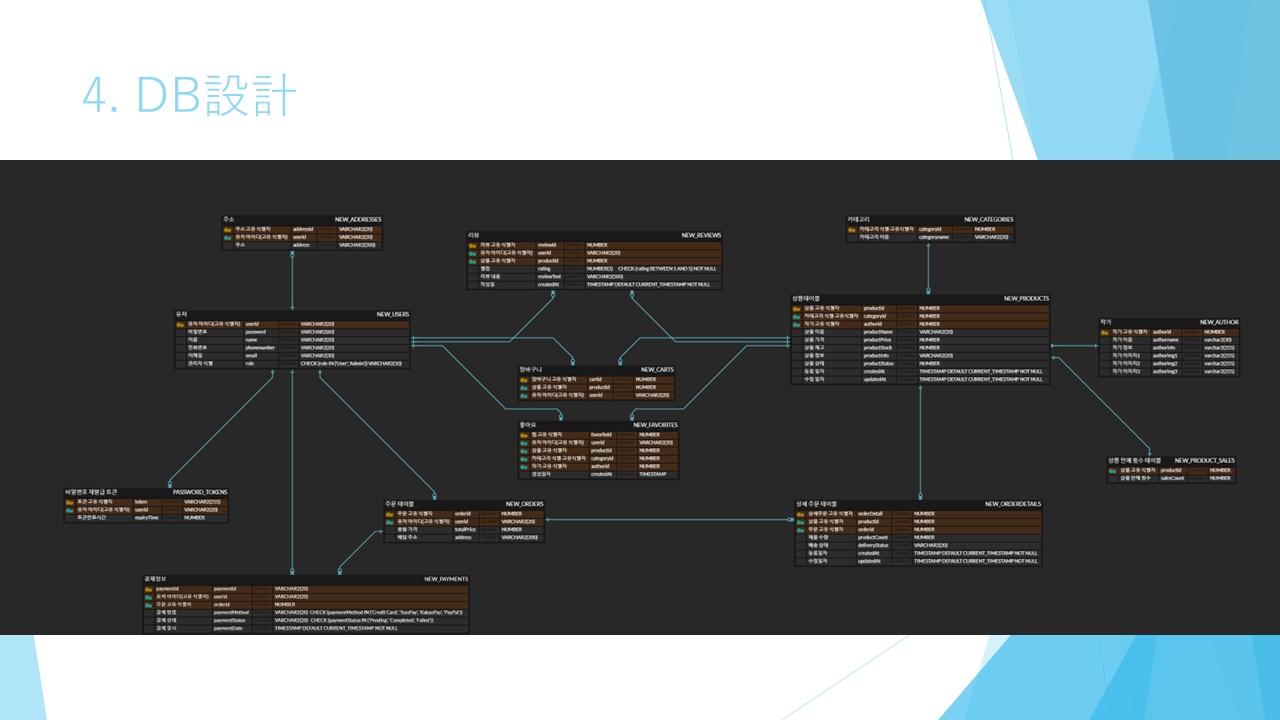 4. DB設計
주소 NEW_ADDRESSES
주소 고유 식별자 addressId VARCHAR2(20)
유저 아이디(고유 식별자) userId VARCHAR2(20)
주소 address VARCHAR2(200)
리뷰 NEW_REVIEWS
리뷰 고유 식별자 reviewId NUMBER
유저 아이디(고유 식별자) userId VARCHAR2(20)
상품 고유 식별자 productId NUMBER
별점 rating NUMBER(1) CHECK (rating BETWEEN 1 AND 5) NOT NULL
리뷰 내용 reviewText VARCHAR2(500)
작성일 createdAt TIMESTAMP DEFAULT CURRENT_TIMESTAMP NOT NULL
카테고리 NEW_CATEGORIES
카테고리 식별 고유식별자 categoryId NUMBER
카테고리 이름 categoryname VARCHAR2(20)
유저 NEW_USERS
유저 아이디(고유 식별자) userId VARCHAR2(20)
비밀번호 password VARCHAR2(60)
이름 name VARCHAR2(20)
전화번호 phonenumber VARCHAR2(20)
이메일 email VARCHAR2(20)
관리자 식별 role CHECK (role IN ('User', 'Admin')) VARCHAR2(10)
상품테이블 NEW_PRODUCTS
상품 고유 식별자 productId NUMBER
카테고리 식별 고유식별자 categoryId NUMBER
작가 고유 식별자 authorId NUMBER
상품 이름 productName VARCHAR2(20)
상품 가격 productPrice NUMBER
상품 재고 productStock NUMBER
상품 정보 productInfo VARCHAR2(20)
상품 상태 productStatus NUMBER
등록 일자 createdAt TIMESTAMP DEFAULT CURRENT_TIMESTAMP NOT NULL
수정 일자 updatedAt TIMESTAMP DEFAULT CURRENT_TIMESTAMP NOT NULL
작가 NEW_AUTHOR
작가 고유 식별자 authorId NUMBER
작가 이름 authorname varchar2(30)
작가 정보 authorinfo varchar2(255)
작가 이미지1 authorimg1 varchar2(255)
작가 이미지2 authorimg2 varchar2(255)
작가 이미지3 authorimg3 varchar2(255)
장바구니 NEW_CARTS
장바구니 고유 식별자 cartId NUMBER
상품 고유 식별자 productId NUMBER
유저 아이디(고유 식별자) userId VARCHAR2(20)
좋아요 NEW_FAVORITES
찜 고유 식별자 favoriteId NUMBER
유저 아이디(고유 식별자) userId VARCHAR2(20)
상품 고유 식별자 productId NUMBER
카테고리 식별 고유식별자 categoryId NUMBER
작가 고유 식별자 authorId NUMBER
생성일자 createdAt TIMESTAMP
상품 판매 횟수 테이블 NEW_PRODUCT_SALES
상품 고유 식별자 productId NUMBER
상품 판매 횟수 salesCount NUMBER
비밀번호 재발급 토큰 PASSWORD_TOKENS
토큰 고유 식별자 token VARCHAR2(255)
유저 아이디(고유 식별자) userId VARCHAR2(20)
토큰만료시간 expiryTime NUMBER
주문 테이블 NEW_ORDERS
주문 고유 식별자 orderId NUMBER
유저 아이디(고유 식별자) userId VARCHAR2(20)
총합 가격 totalPrice NUMBER
배달 주소 address VARCHAR2(200)
상세 주문 테이블 NEW_ORDERDETAILS
상세주문 고유 식별자 orderDetail NUMBER
상품 고유 식별자 productId NUMBER
주문 고유 식별자 orderId NUMBER
제품 수량 productCount NUMBER
배송 상태 deliveryStatus VARCHAR2(20)
등록일자 createdAt TIMESTAMP DEFAULT CURRENT_TIMESTAMP NOT NULL
수정일자 updatedAt TIMESTAMP DEFAULT CURRENT_TIMESTAMP NOT NULL
결제정보 NEW_PAYMENTS
paymentId paymentId VARCHAR2(20)
유저 아이디(고유 식별자) userId VARCHAR2(20)
주문 고유 식별자 orderId NUMBER
결제 방법 paymentMethod VARCHAR2(20) CHECK (paymentMethod IN ('Credit Card', 'TossPay', 'KakaoPay', 'PayPal'))
결제 상태 paymentStatus VARCHAR2(20) CHECK (paymentStatus IN ('Pending', 'Completed', 'Failed'))
결제 일시 paymentDate TIMESTAMP DEFAULT CURRENT_TIMESTAMP NOT NULL